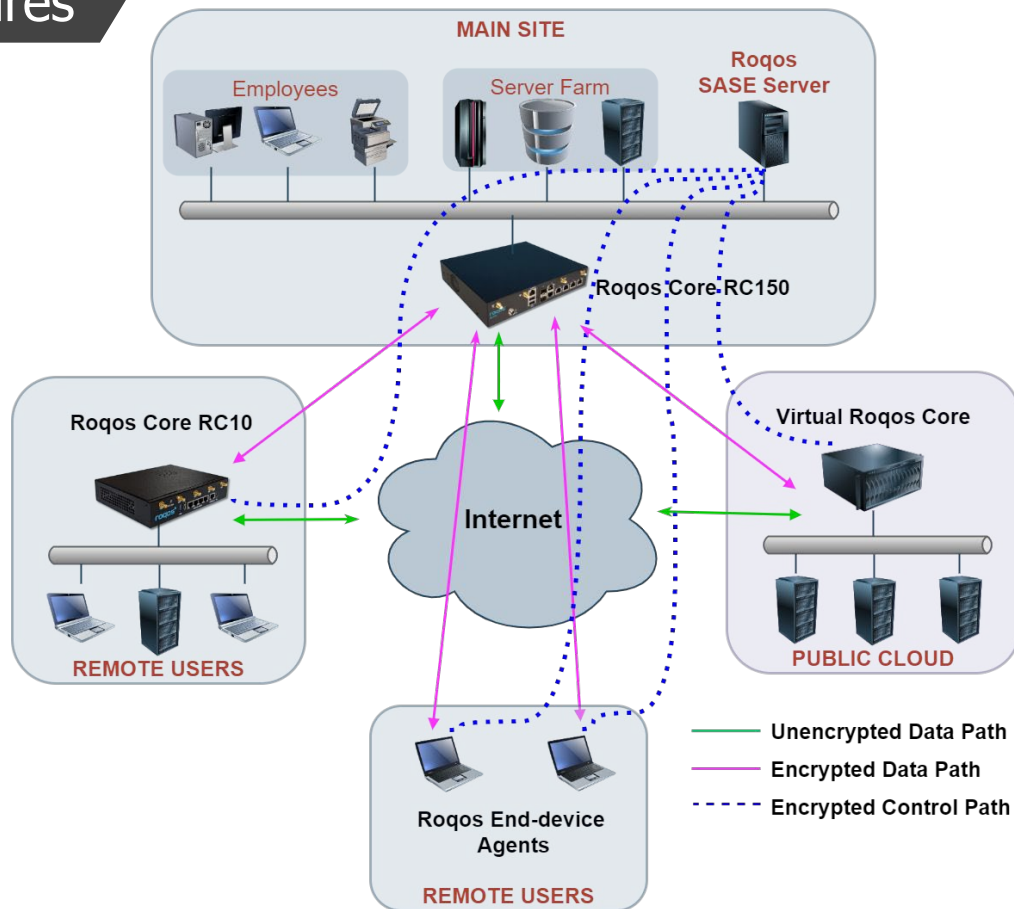 MAIN SITE
Employees
Server Farm
Roqos
SASE Server
Roqos Core RC150
Roqos Core RC10
roqos
REMOTE USERS
Internet
Virtual Roqos Core
PUBLIC CLOUD
Roqos End-device
Agents
REMOTE USERS
Unencrypted Data Path
Encrypted Data Path
Encrypted Control Path